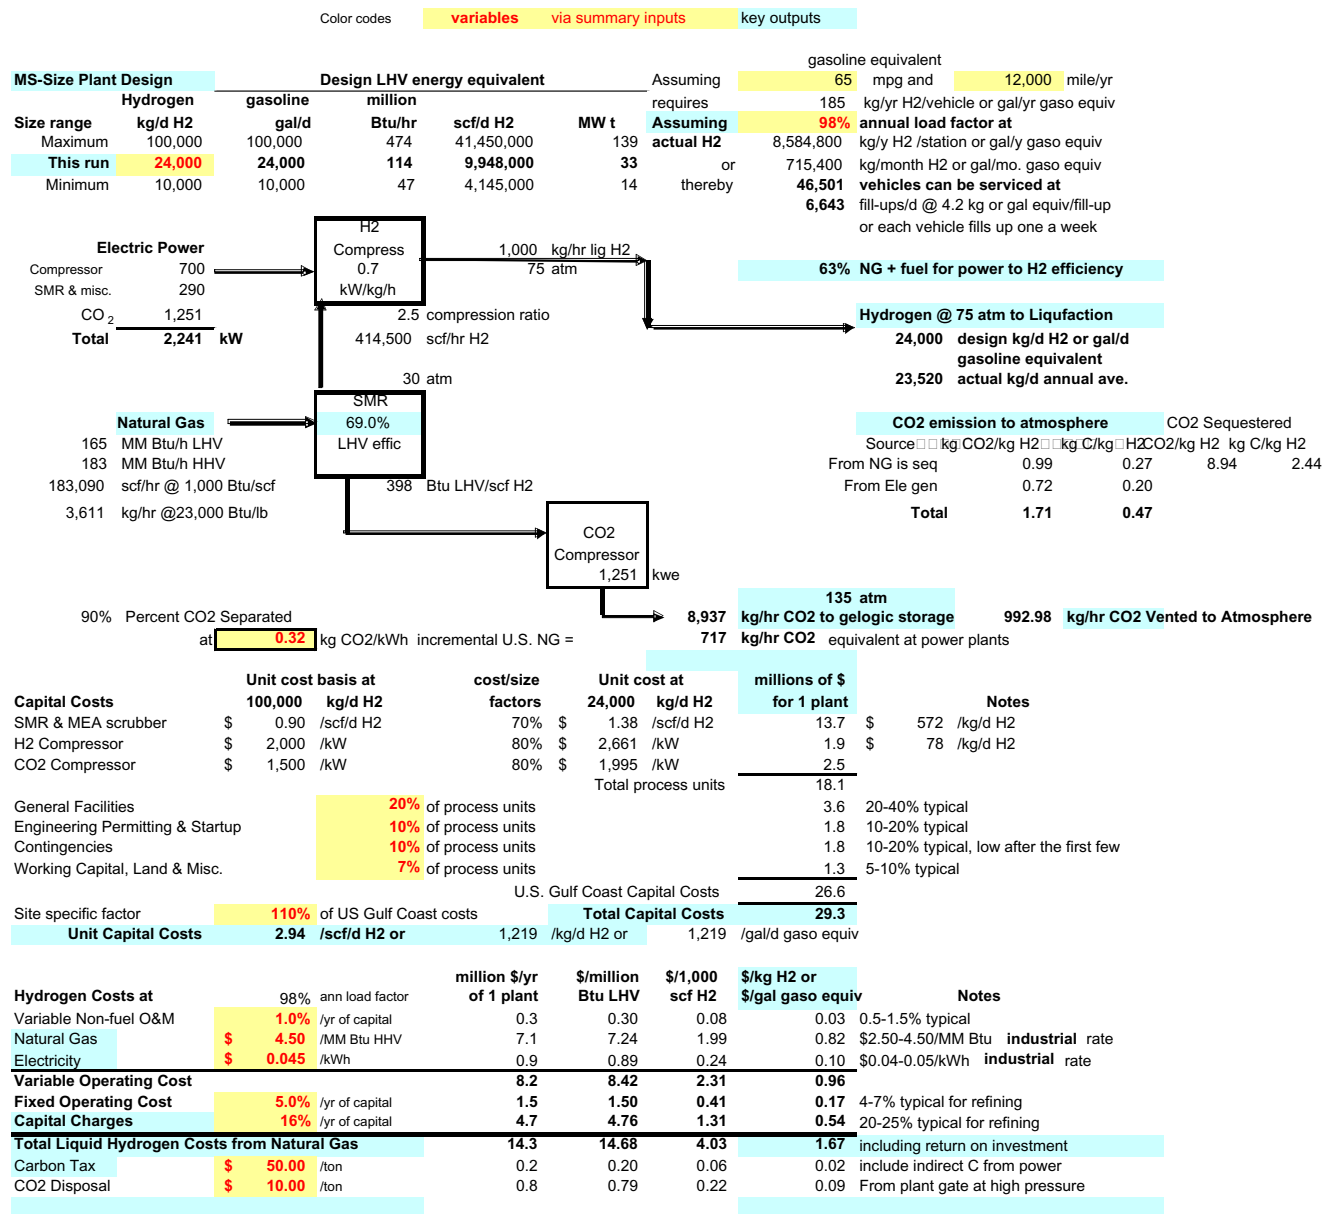 Color codes variables via summary inputs key outputs
gasoline equivalent
MS-Size Plant Design Design LHV energy equivalent Assuming 65 mpg and 12,000 mile/yr
Hydrogen gasoline million requires 185 kg/yr H2/vehicle or gal/yr gaso equiv
Size range kg/d H2 gal/d Btu/hr scf/d H2 MW t Assuming 98% annual load factor at
Maximum 100,000 100,000 474 41,450,000 139 actual H2 8,584,800 kg/y H2 /station or gal/y gaso equiv
This run 24,000 24,000 114 9,948,000 33 or 715,400 kg/month H2 or gal/mo. gaso equiv
Minimum 10,000 10,000 47 4,145,000 14 thereby 46,501 vehicles can be serviced at
6,643 fill-ups/d @ 4.2 kg or gal equiv/fill-up
H2 or each vehicle fills up one a week
Electric Power Compress 1,000 kg/hr lig H2
Compressor 700 0.7 75 atm 63% NG + fuel for power to H2 efficiency
SMR & misc. 290 kW/kg/h
CO 2 1,251 2.5 compression ratio Hydrogen @ 75 atm to Liqufaction
Total 2,241 kW 414,500 scf/hr H2 24,000 design kg/d H2 or gal/d
gasoline equivalent
30 atm 23,520 actual kg/d annual ave.
SMR
Natural Gas 69.0% CO2 emission to atmosphere CO2 Sequestered
165 MM Btu/h LHV LHV effic Source kg CO2/kg H2 kg C/kg H2 CO2/kg H2 kg C/kg H2
183 MM Btu/h HHV From NG is seq 0.99 0.27 8.94 2.44
183,090 scf/hr @ 1,000 Btu/scf 398 Btu LHV/scf H2 From Ele gen 0.72 0.20
3,611 kg/hr @23,000 Btu/lb Total 1.71 0.47
CO2
Compressor
1,251 kwe
135 atm
90% Percent CO2 Separated 8,937 kg/hr CO2 to gelogic storage 992.98 kg/hr CO2 Vented to Atmosphere
at 0.32 kg CO2/kWh incremental U.S. NG = 717 kg/hr CO2 equivalent at power plants
Unit cost basis at cost/size Unit cost at millions of $
Capital Costs 100,000 kg/d H2 factors 24,000 kg/d H2 for 1 plant Notes
SMR & MEA scrubber $ 0.90 /scf/d H2 70% $ 1.38 /scf/d H2 13.7 $ 572 /kg/d H2
H2 Compressor $ 2,000 /kW 80% $ 2,661 /kW 1.9 $ 78 /kg/d H2
CO2 Compressor $ 1,500 /kW 80% $ 1,995 /kW 2.5
Total process units 18.1
General Facilities 20% of process units 3.6 20-40% typical
Engineering Permitting & Startup 10% of process units 1.8 10-20% typical
Contingencies 10% of process units 1.8 10-20% typical, low after the first few
Working Capital, Land & Misc. 7% of process units 1.3 5-10% typical
U.S. Gulf Coast Capital Costs 26.6
Site specific factor 110% of US Gulf Coast costs Total Capital Costs 29.3
Unit Capital Costs 2.94 /scf/d H2 or 1,219 /kg/d H2 or 1,219 /gal/d gaso equiv
million $/yr $/million $/1,000 $/kg H2 or
Hydrogen Costs at 98% ann load factor of 1 plant Btu LHV scf H2 $/gal gaso equiv Notes
Variable Non-fuel O&M 1.0% /yr of capital 0.3 0.30 0.08 0.03 0.5-1.5% typical
Natural Gas $ 4.50 /MM Btu HHV 7.1 7.24 1.99 0.82 $2.50-4.50/MM Btu industrial rate
Electricity $ 0.045 /kWh 0.9 0.89 0.24 0.10 $0.04-0.05/kWh industrial rate
Variable Operating Cost 8.2 8.42 2.31 0.96
Fixed Operating Cost 5.0% /yr of capital 1.5 1.50 0.41 0.17 4-7% typical for refining
Capital Charges 16% /yr of capital 4.7 4.76 1.31 0.54 20-25% typical for refining
Total Liquid Hydrogen Costs from Natural Gas 14.3 14.68 4.03 1.67 including return on investment
Carbon Tax $ 50.00 /ton 0.2 0.20 0.06 0.02 include indirect C from power
CO2 Disposal $ 10.00 /ton 0.8 0.79 0.22 0.09 From plant gate at high pressure